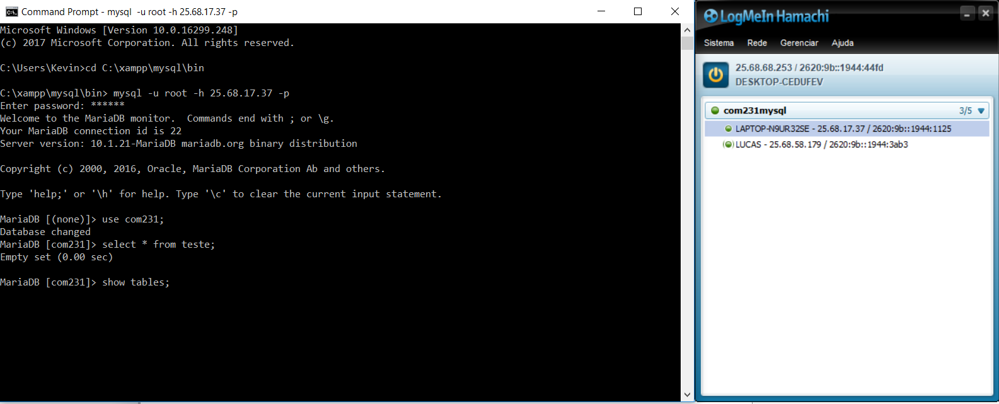 Command Prompt - mysql  -u root -h 25.68.17.37 -p
Microsoft Windows [Version 10.0.16299.248]
(c) 2017 Microsoft Corporation. All rights reserved.
C:\Users\Kevin>cd C:\xampp\mysql\bin
C:\xampp\mysql\bin> mysql -u root -h 25.68.17.37 -p
Enter password: ******
Welcome to the MariaDB monitor.  Commands end with ; or \g.
Your MariaDB connection id is 22
Server version: 10.1.21-MariaDB mariadb.org binary distribution
Copyright (c) 2000, 2016, Oracle, MariaDB Corporation Ab and others.
Type 'help;' or '\h' for help. Type '\c' to clear the current input statement.
MariaDB [(none)]> use com231;
Database changed
MariaDB [com231]> select * from teste;
Empty set (0.00 sec)
MariaDB [com231]> show tables;
LogMeIn Hamachi
Sistema Rede Gerenciar Ajuda
25.68.68.253 / 2620:9b::1944:44fd
DESKTOP-CEDUFEV
com231mysql 3/5
LAPTOP-N9UR32SE - 25.68.17.37 / 2620:9b::1944:1125
LUCAS - 25.68.58.179 / 2620:9b::1944:3ab3